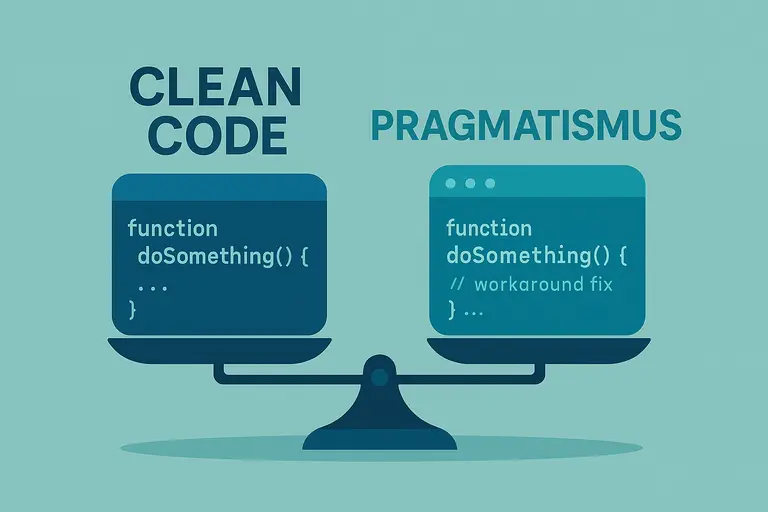 CLEAN
CODE
function
doSomething() {
...
}
PRAGMATISMUS
function
doSomething() {
// workaround fix
} ...